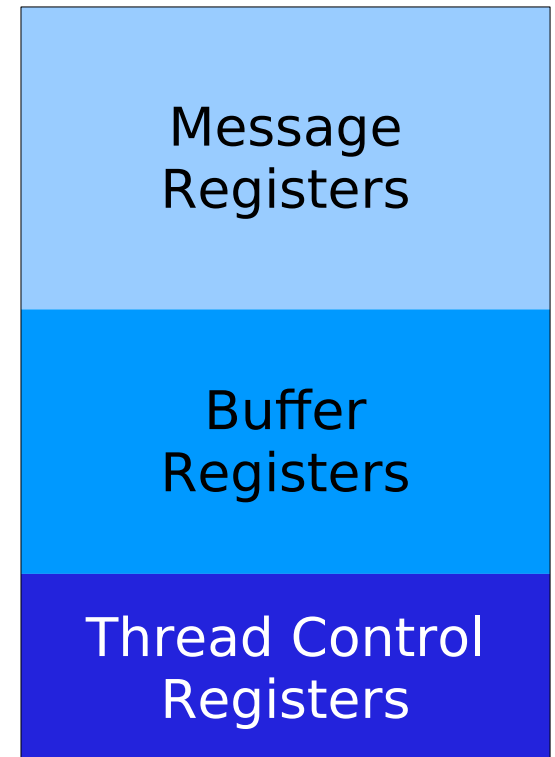 Message
Registers
Buffer
Registers
Thread Control
Registers